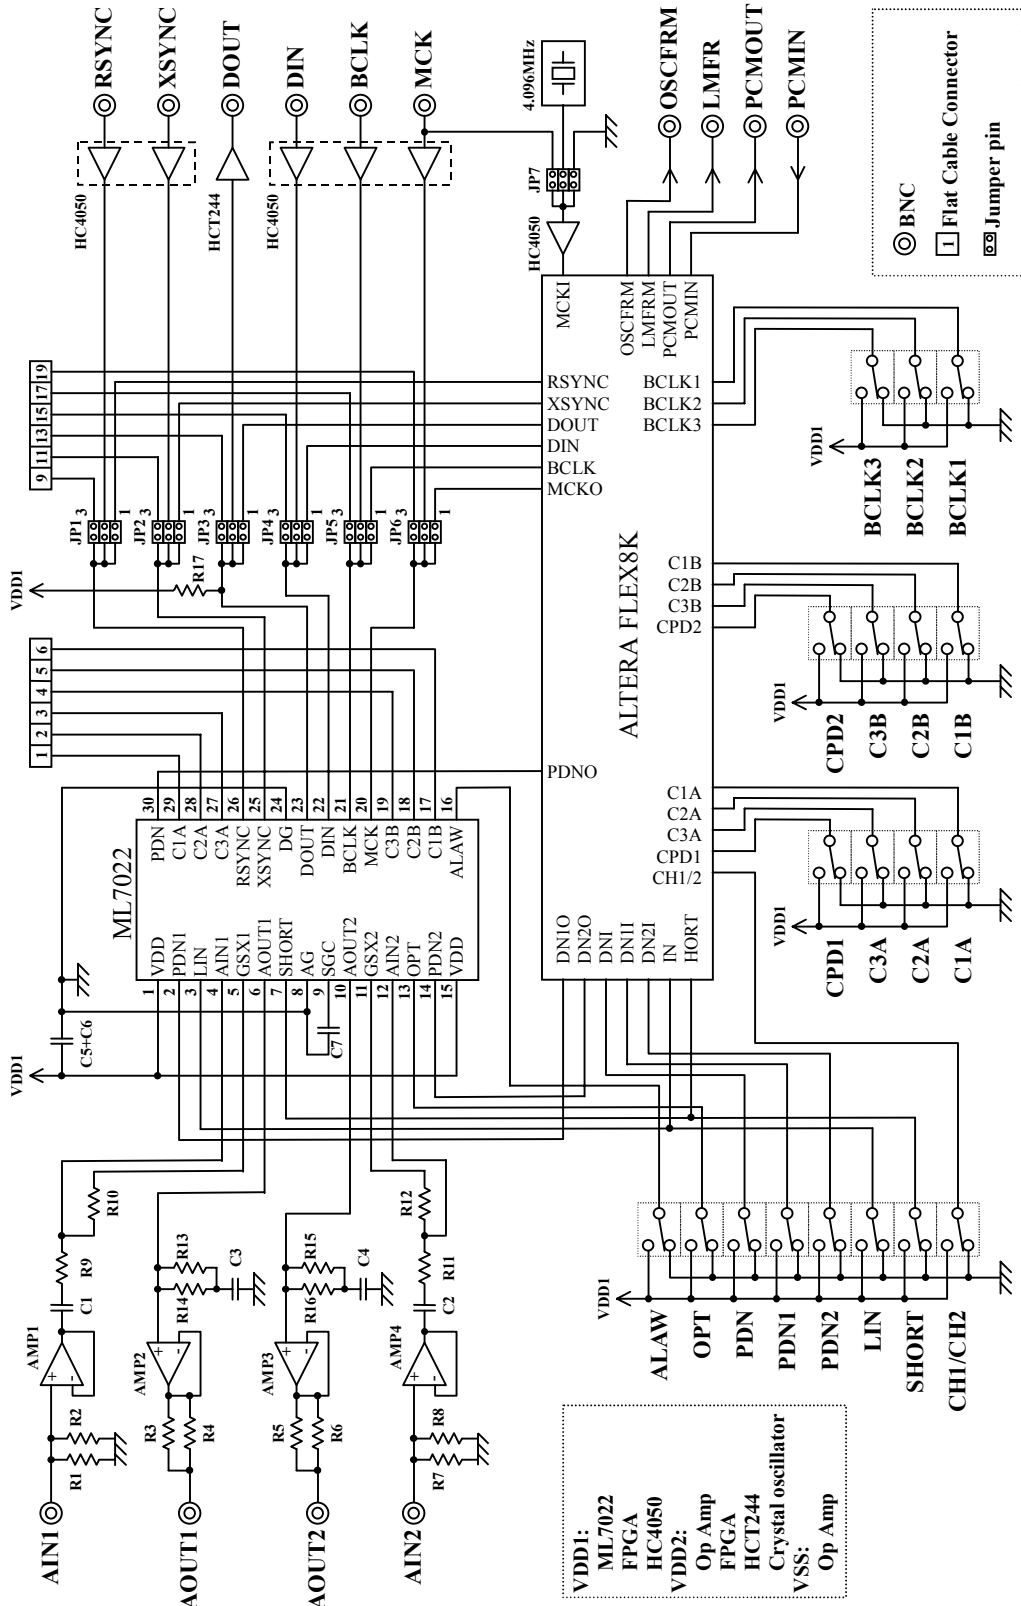 RSYNC
XSYNC
DOUT
DIN
BCLK
MCK
HC4050
HCT244
HC4050
4.096MHz
JP7
HC4050
OSCFRM
LMFR
PCMOUT
PCMIN
BNC
1 Flat Cable Connector
Jumper pin
9 11 13 15 17 19
JP1 3 1
JP2 3 1
JP3 3 1
JP4 3 1
JP5 3 1
JP6 3 1
VDD1
R17
1 2 3 4 5 6
MCKI
OSCFRM
LMFRM
PCMOUT
PCMIN
RSYNC
XSYNC
DOUT
DIN
BCLK
MCKO
BCLK1
BCLK2
BCLK3
ALTERA FLEX8K
C1B
C2B
C3B
CPD2
PDNO
C1A
C2A
C3A
CPD1
CH1/2
DN1O
DN2O
DNI
DN1I
DN2I
IN
HORT
VDD1
BCLK3
BCLK2
BCLK1
VDD1
CPD2
C3B
C2B
C1B
VDD1
CPD1
C3A
C2A
C1A
ML7022
30 PDN
29 C1A
28 C2A
27 C3A
26 RSYNC
25 XSYNC
24 DG
23 DOUT
22 DIN
21 BCLK
20 MCK
19 C3B
18 C2B
17 C1B
16 ALAW
1 VDD
2 PDN1
3 LIN
4 AIN1
5 GSX1
6 AOUT1
7 SHORT
8 AG
9 SGC
10 AOUT2
11 GSX2
12 AIN2
13 OPT
14 PDN2
15 VDD
VDD1
C5+C6
C7
R10
R9
C1
AMP1
R2
R1
AIN1
R13
R14
C3
AMP2
R3
R4
AOUT1
R15
R16
C4
AMP3
R5
R6
AOUT2
R12
R11
C2
AMP4
R8
R7
AIN2
VDD1
ALAW
OPT
PDN
PDN1
PDN2
LIN
SHORT
CH1/CH2
VDD1:
ML7022
FPGA
HC4050
VDD2:
Op Amp
FPGA
HCT244
Crystal oscillator
VSS:
Op Amp